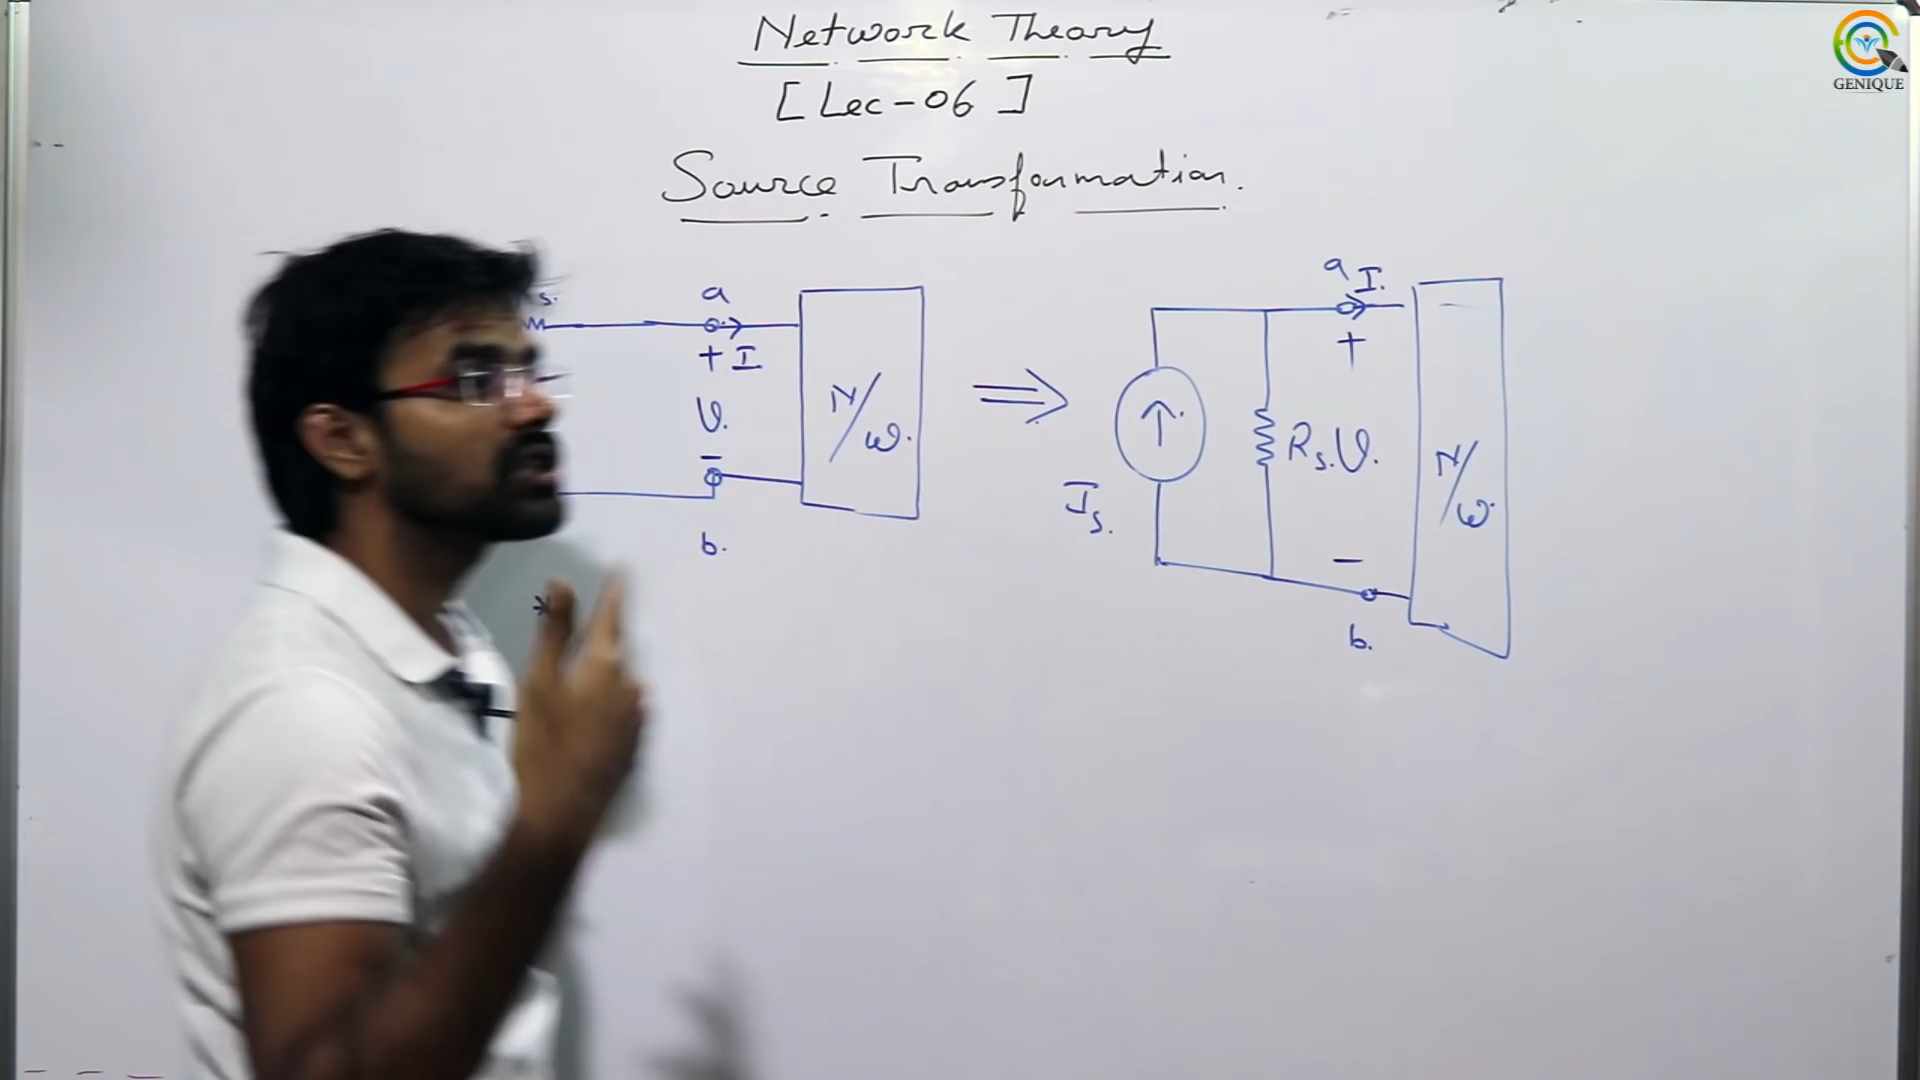 Network Theory
[Lec-06]
Source Transformation.
GENIQUE
s.
a
+ I
V.
-
b.
N/W.
⇒
a I.
+
↑
Is.
Rs. V.
-
b.
N/W.
*